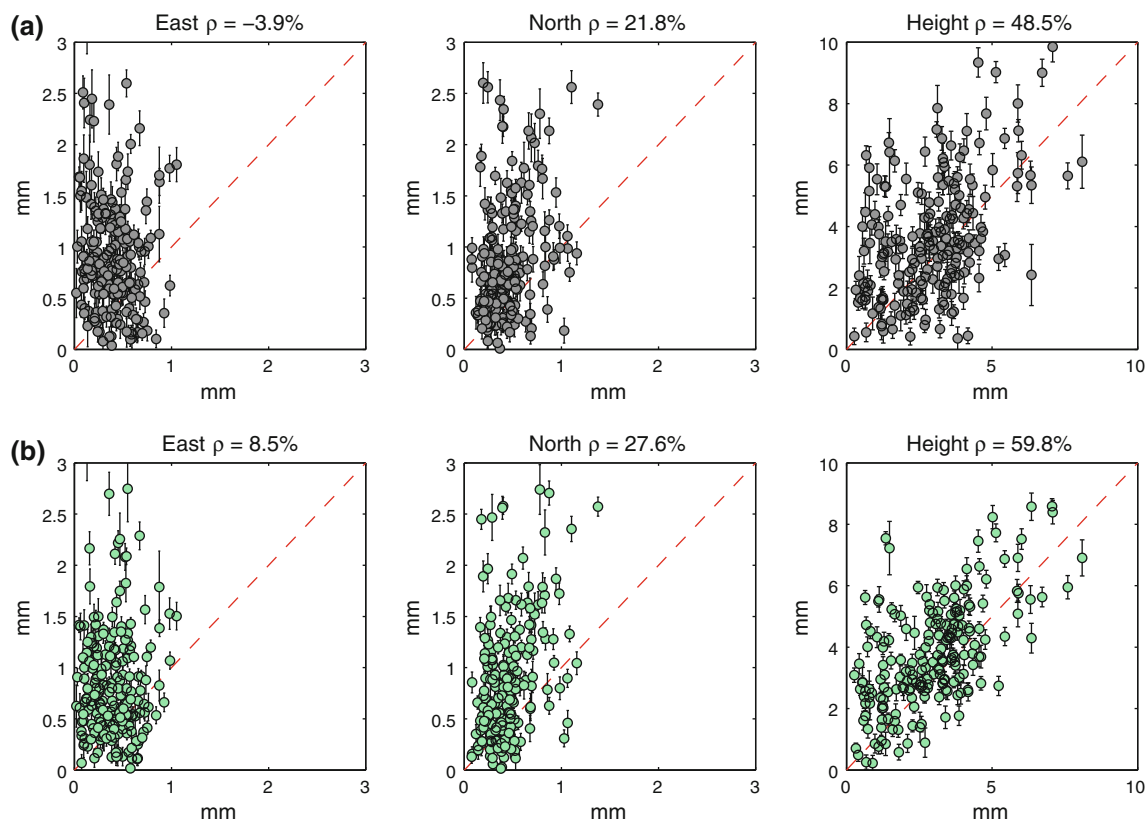 (a)
East ρ = −3.9%
North ρ = 21.8%
Height ρ = 48.5%
3
2.5
2
1.5
1
0.5
0
mm
0 1 2 3
mm
3
2.5
2
1.5
1
0.5
0
mm
0 1 2 3
mm
10
8
6
4
2
0
mm
0 5 10
mm
(b)
East ρ = 8.5%
North ρ = 27.6%
Height ρ = 59.8%
3
2.5
2
1.5
1
0.5
0
mm
0 1 2 3
mm
3
2.5
2
1.5
1
0.5
0
mm
0 1 2 3
mm
10
8
6
4
2
0
mm
0 5 10
mm